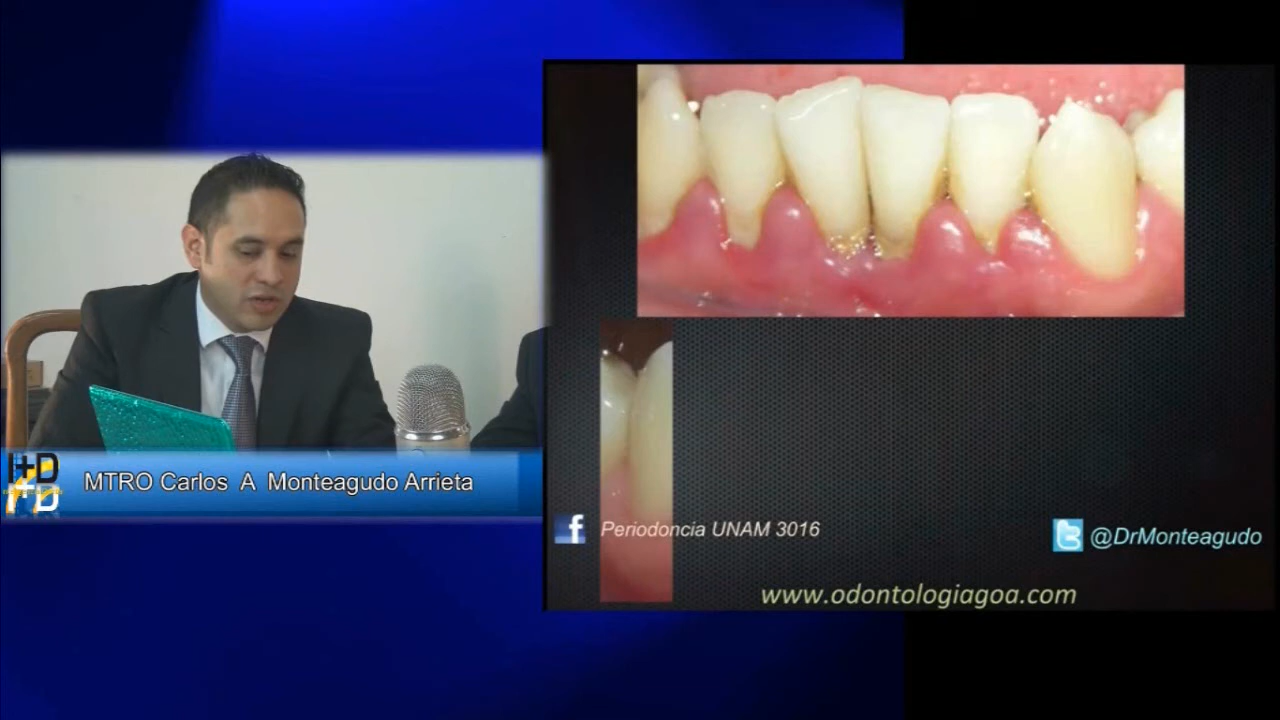 I+D
MTRO Carlos A Monteagudo Arrieta
f
Periodoncia UNAM 3016
@DrMonteagudo
www.odontologiagoa.com